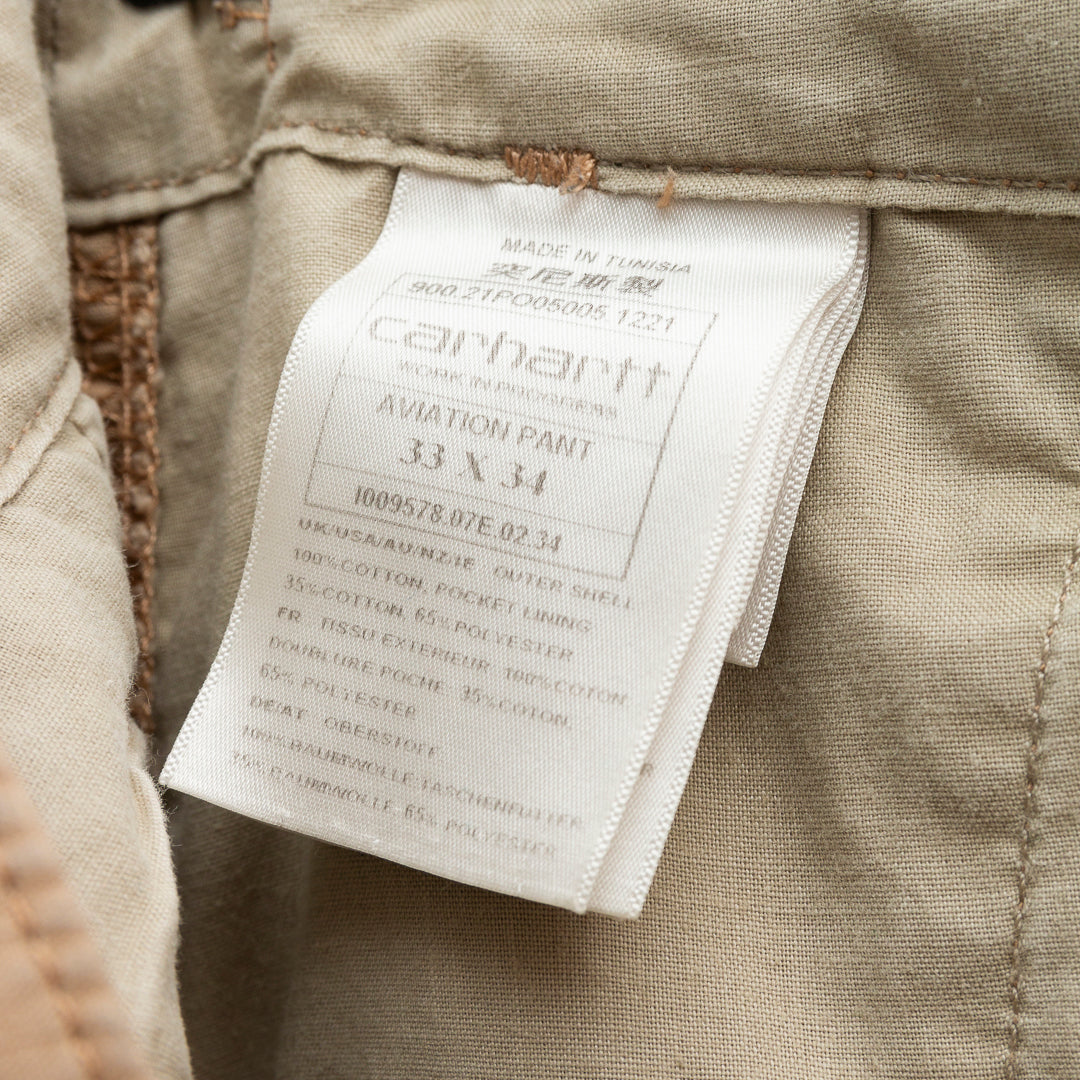 MADE IN TUNISIA
突尼斯製
900.21PO05005.1221
carhartt
WORK IN PROGRESS
AVIATION PANT
33 X 34
I009578.07E.02.34
UK/USA/AU/NZ/IE OUTER SHELL
100%COTTON, POCKET LINING
35%COTTON, 65%POLYESTER
FR TISSU EXTERIEUR 100%COTON,
DOUBLURE POCHE 35%COTON,
65% POLYESTER
DE/AT OBERSTOFF
100%BAUMWOLLE TASCHENFUTTER
35% BAUMWOLLE, 65% POLYESTER
R